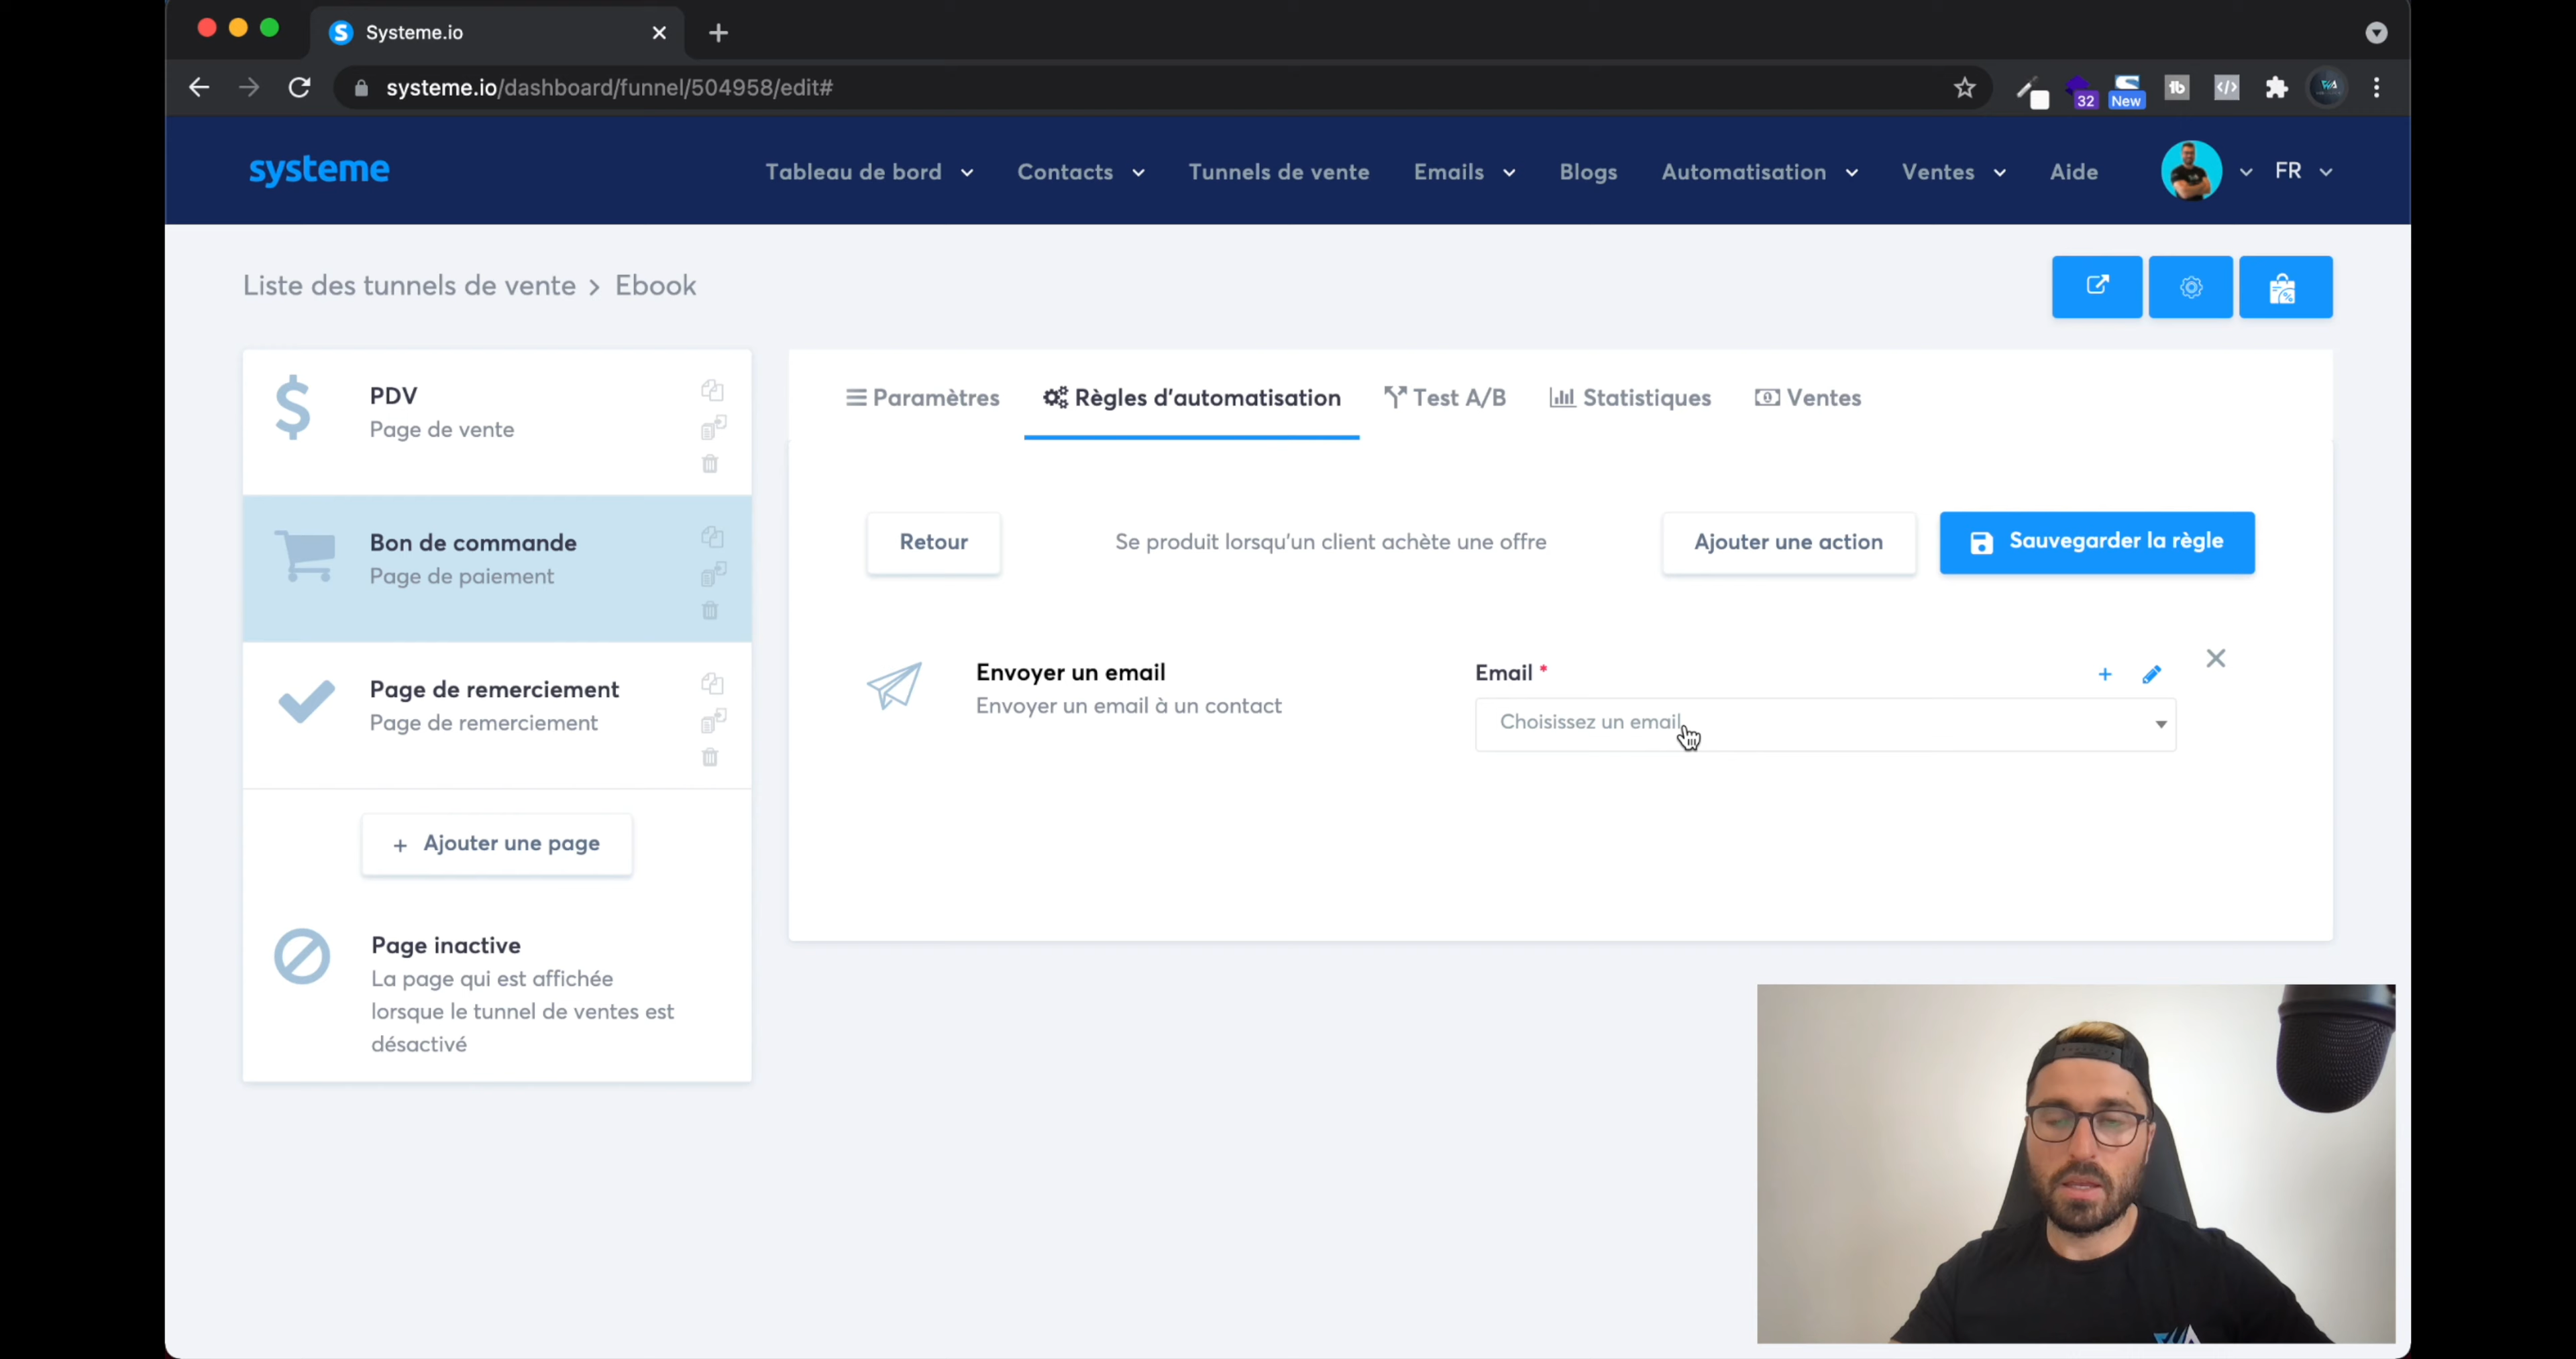 Systeme.io
systeme.io/dashboard/funnel/504958/edit#
32
New
systeme
Tableau de bord
Contacts
Tunnels de vente
Emails
Blogs
Automatisation
Ventes
Aide
FR
Liste des tunnels de vente > Ebook
PDV
Page de vente
Bon de commande
Page de paiement
Page de remerciement
Page de remerciement
+ Ajouter une page
Page inactive
La page qui est affichée
lorsque le tunnel de ventes est
désactivé
Paramètres
Règles d'automatisation
Test A/B
Statistiques
Ventes
Retour
Se produit lorsqu'un client achète une offre
Ajouter une action
Sauvegarder la règle
Envoyer un email
Envoyer un email à un contact
Email *
Choisissez un email